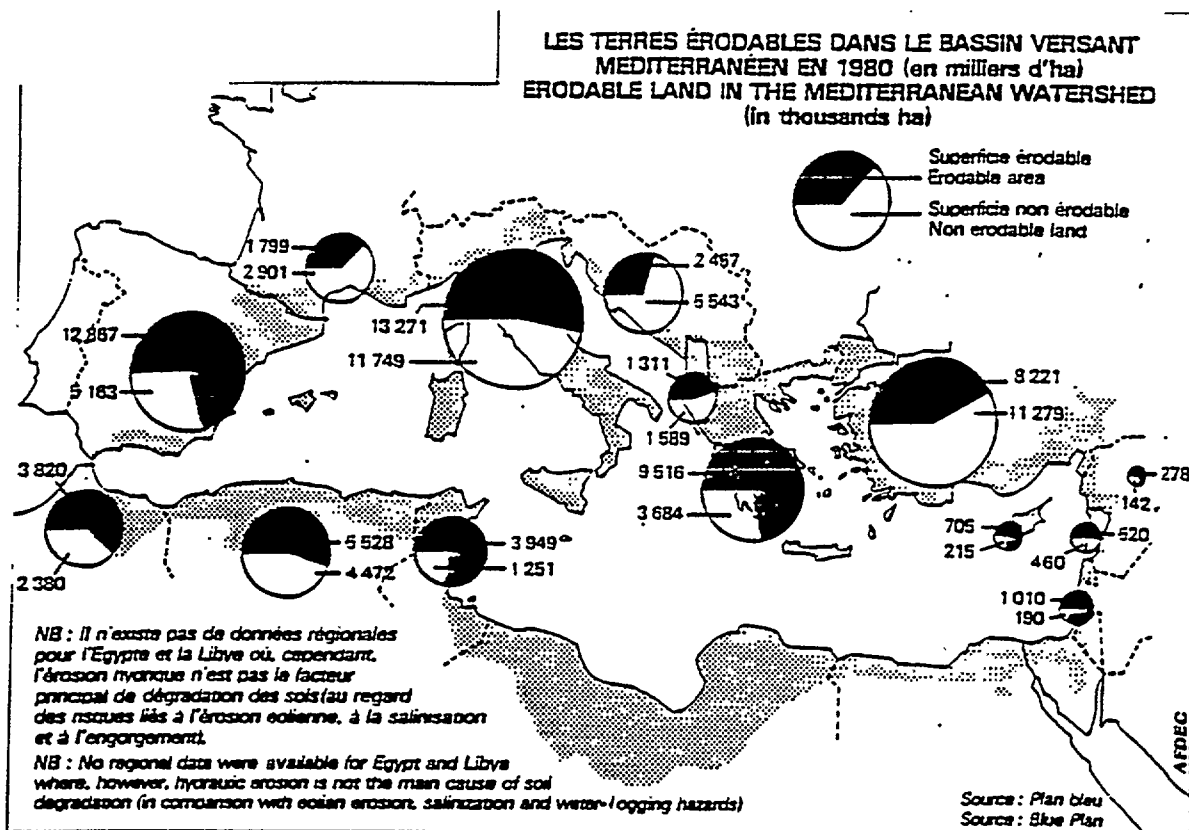 LES TERRES ÉRODABLES DANS LE BASSIN VERSANT
MEDITERRANÉEN EN 1980 (en milliers d'ha)
ERODABLE LAND IN THE MEDITERRANEAN WATERSHED
(in thousands ha)
Superficie érodable
Erodable area
Superficie non érodable
Non erodable land
1 799
2 901
2 457
5 543
13 271
11 749
12 867
5 163
1 311
1 589
8 221
11 279
9 516
3 684
278
142
705
215
520
460
1 010
190
3 820
2 380
5 528
4 472
3 949
1 251
NB : Il n'existe pas de données régionales
pour l'Egypte et la Libye où, cependant,
l'érosion hydrique n'est pas le facteur
principal de dégradation des sols (au regard
des risques liés à l'érosion eolienne, à la salinisation
et à l'engorgement).
NB : No regional data were available for Egypt and Libya
where, however, hydraulic erosion is not the main cause of soil
degradation (in comparison with eolian erosion, salinization and water-logging hazards)
Source : Plan bleu
Source : Blue Plan
AFDEC